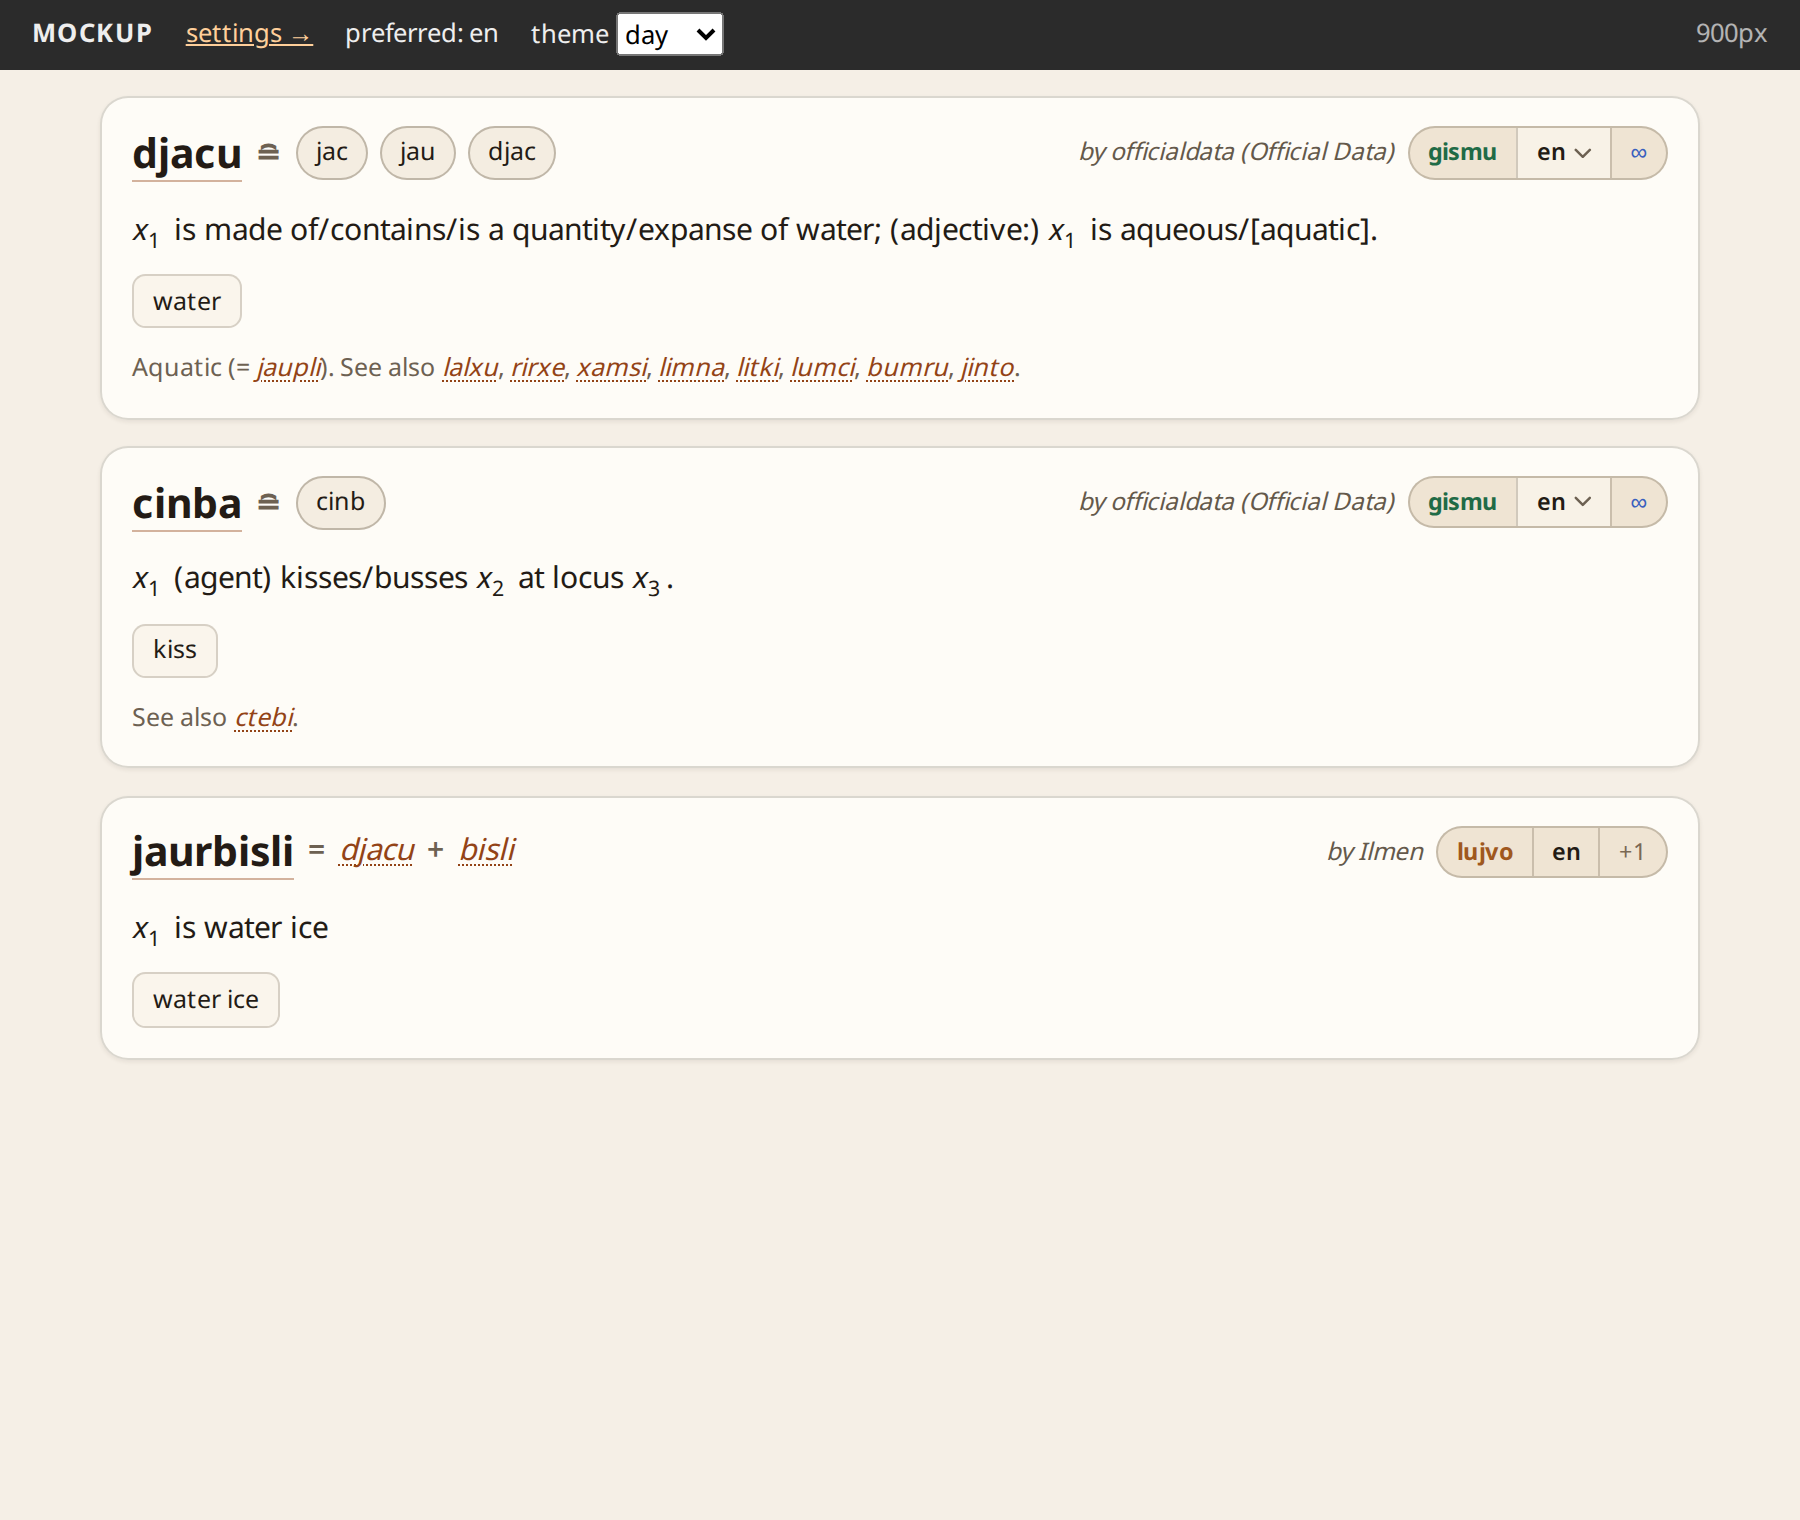 MOCKUP settings → preferred: en theme day 900px
djacu ≘ jac jau djac by officialdata (Official Data) gismu en ∞
x1 is made of/contains/is a quantity/expanse of water; (adjective:) x1 is aqueous/[aquatic].
water
Aquatic (= jaupli). See also lalxu, rirxe, xamsi, limna, litki, lumci, bumru, jinto.
cinba ≘ cinb by officialdata (Official Data) gismu en ∞
x1 (agent) kisses/busses x2 at locus x3 .
kiss
See also ctebi.
jaurbisli = djacu + bisli by Ilmen lujvo en +1
x1 is water ice
water ice